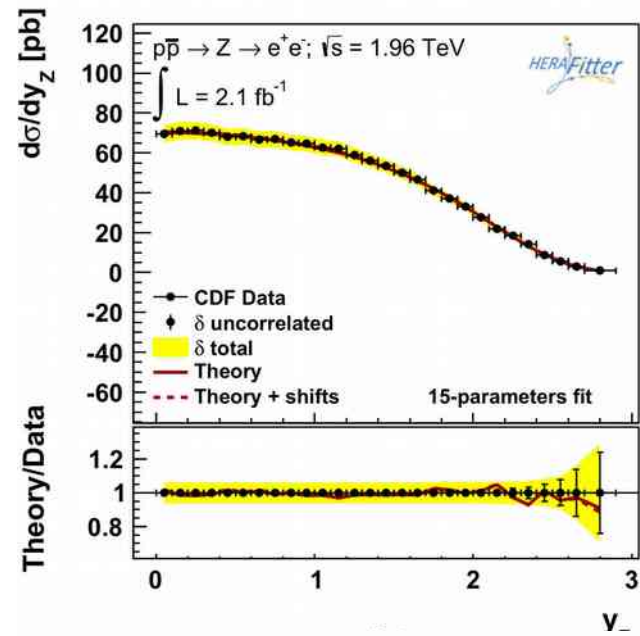 dσ/dy_Z [pb]
120
100
80
60
40
20
0
-20
-40
-60
pp̅ → Z → e⁺e⁻; √s = 1.96 TeV
∫ L = 2.1 fb⁻¹
HERAFitter
CDF Data
δ uncorrelated
δ total
Theory
Theory + shifts
15-parameters fit
Theory/Data
1.2
1
0.8
0
1
2
3